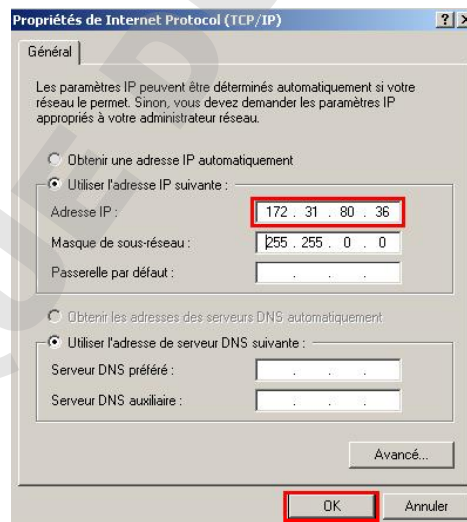 Propriétés de Internet Protocol (TCP/IP)
Général
Les paramètres IP peuvent être déterminés automatiquement si votre
réseau le permet. Sinon, vous devez demander les paramètres IP
appropriés à votre administrateur réseau.
Obtenir une adresse IP automatiquement
Utiliser l'adresse IP suivante :
Adresse IP : 172 . 31 . 80 . 36
Masque de sous-réseau : 255 . 255 . 0 . 0
Passerelle par défaut : . . .
Obtenir les adresses des serveurs DNS automatiquement
Utiliser l'adresse de serveur DNS suivante :
Serveur DNS préféré : . . .
Serveur DNS auxiliaire : . . .
Avancé...
OK Annuler